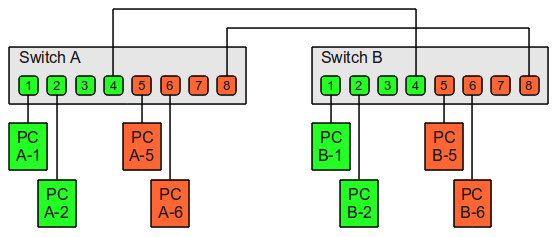 Switch A
Switch B
1 2 3 4 5 6 7 8
1 2 3 4 5 6 7 8
PC
A-1
PC
A-5
PC
B-1
PC
B-5
PC
A-2
PC
A-6
PC
B-2
PC
B-6